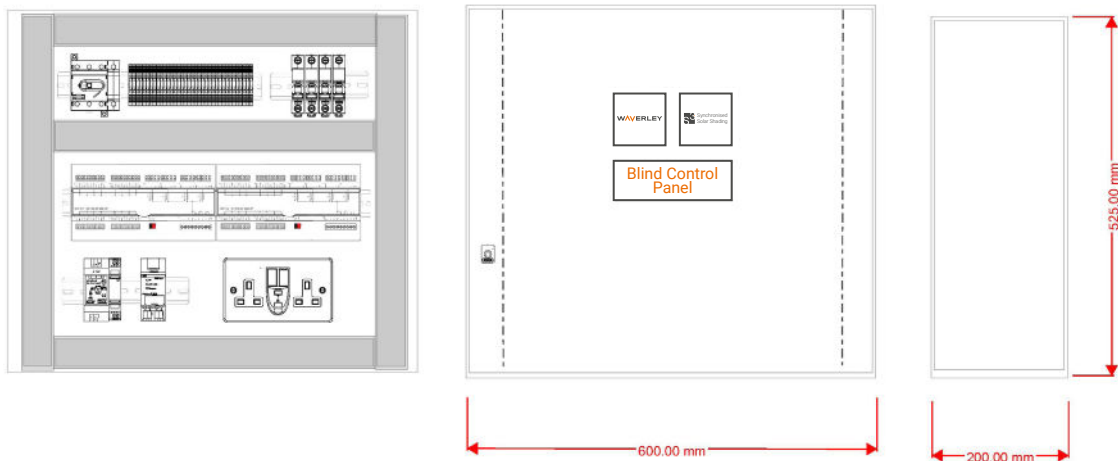 WAVERLEY
Synchronised
Solar Shading
Blind Control
Panel
525.00 mm
600.00 mm
200.00 mm